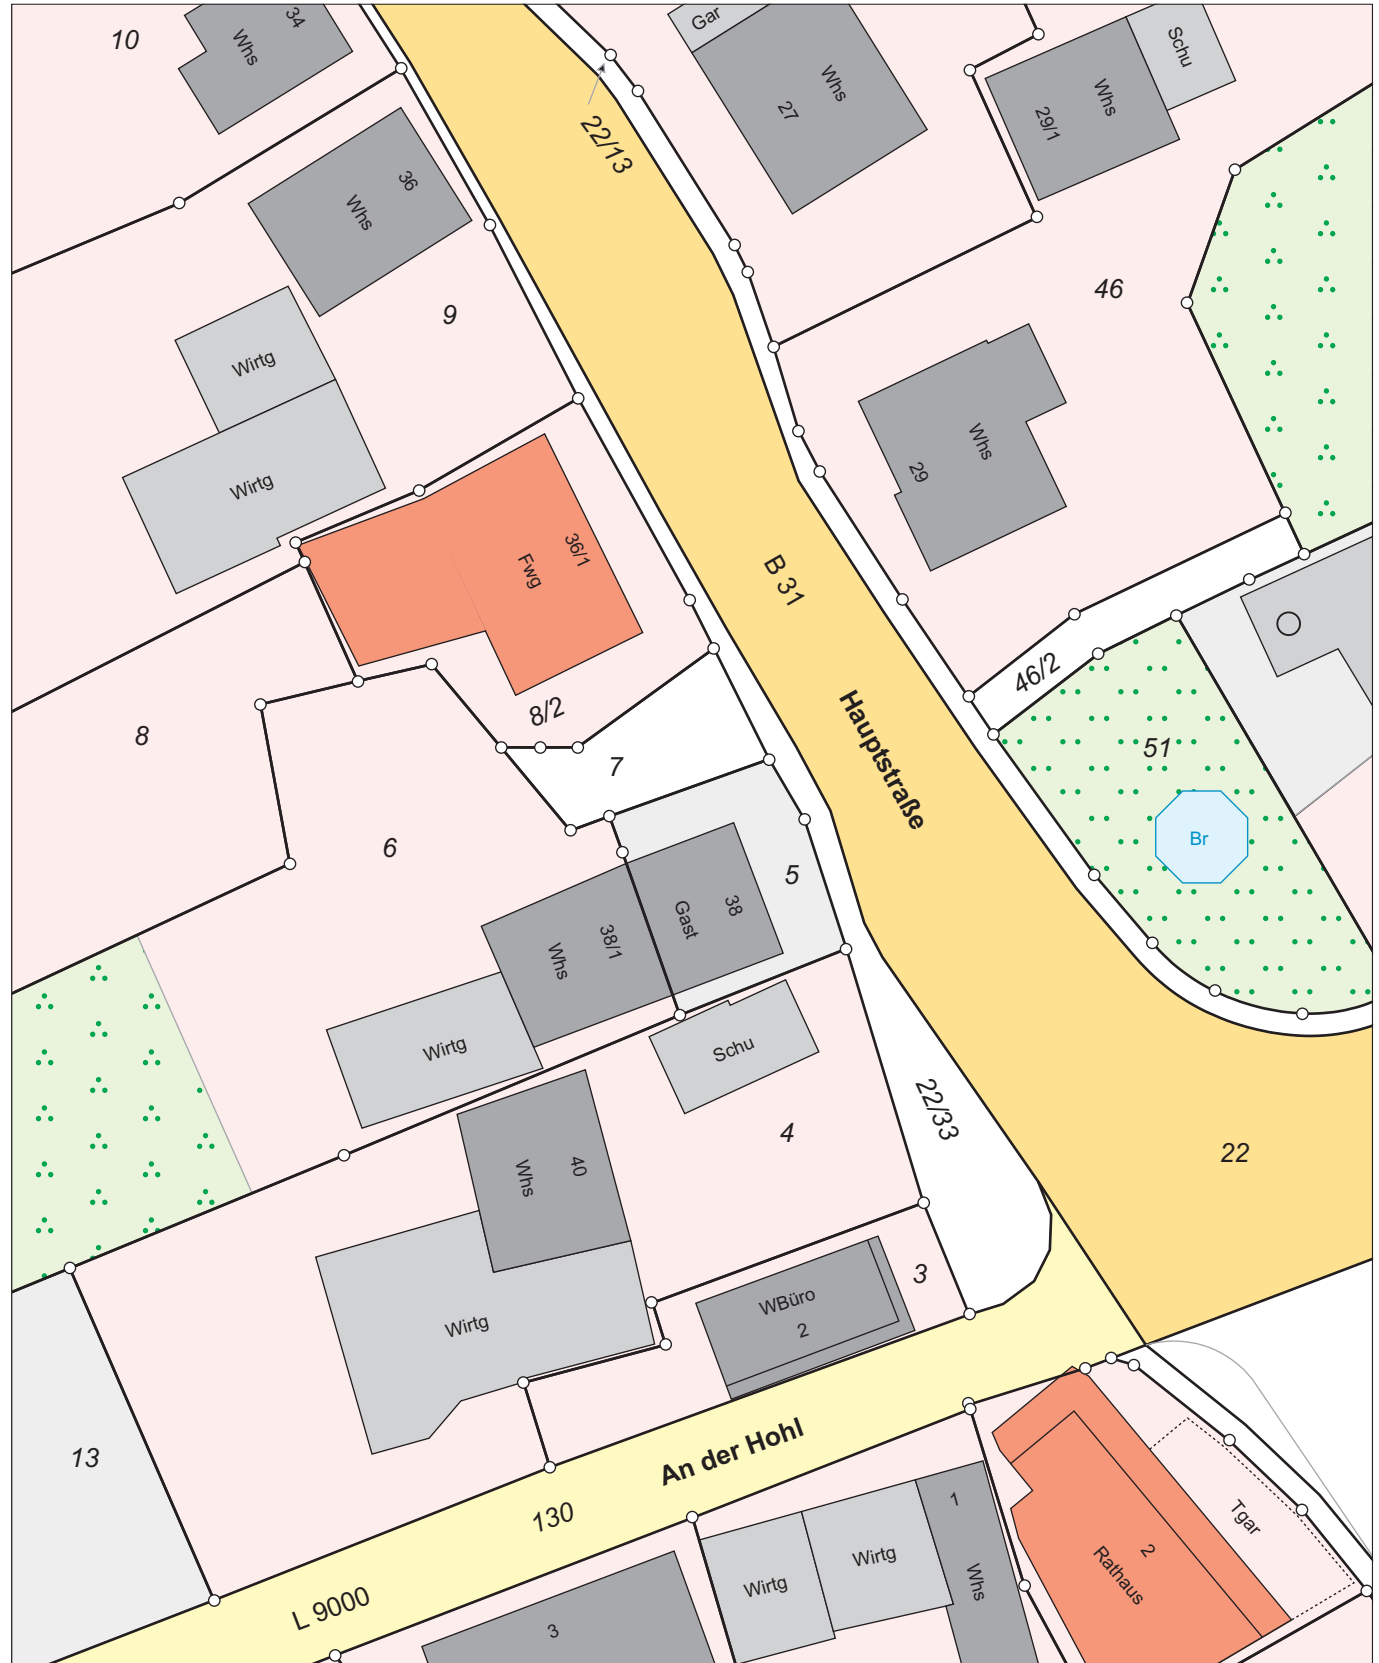 10
34
Whs
Gar
Whs
27
Schu
Whs
29/1
22/13
36
Whs
9
46
Wirtg
Wirtg
Whs
29
36/1
Fwg
B 31
46/2
8/2
8
7
Hauptstraße
51
Br
6
5
38
Gast
38/1
Whs
Wirtg
Schu
4
22/33
22
40
Whs
3
WBüro
2
Wirtg
13
An der Hohl
130
L 9000
1
Wirtg
Wirtg
Whs
3
Tgar
2
Rathaus